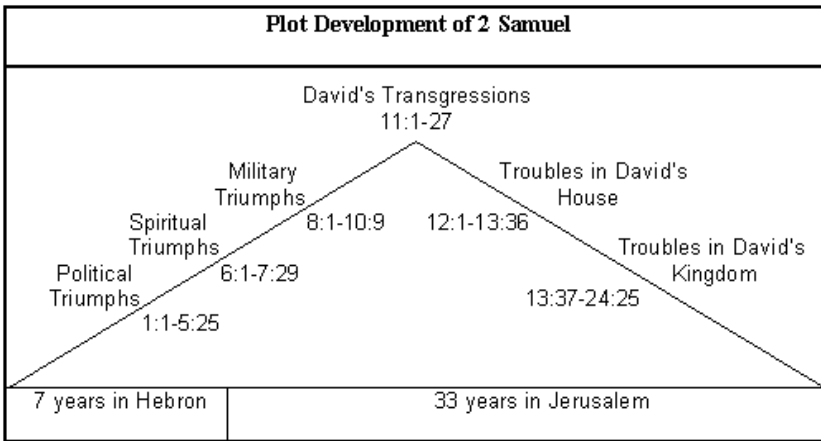 Plot Development of 2 Samuel
David's Transgressions
11:1-27
Military
Triumphs
8:1-10:9
Spiritual
Triumphs
6:1-7:29
Political
Triumphs
1:1-5:25
Troubles in David's
House
12:1-13:36
Troubles in David's
Kingdom
13:37-24:25
7 years in Hebron
33 years in Jerusalem